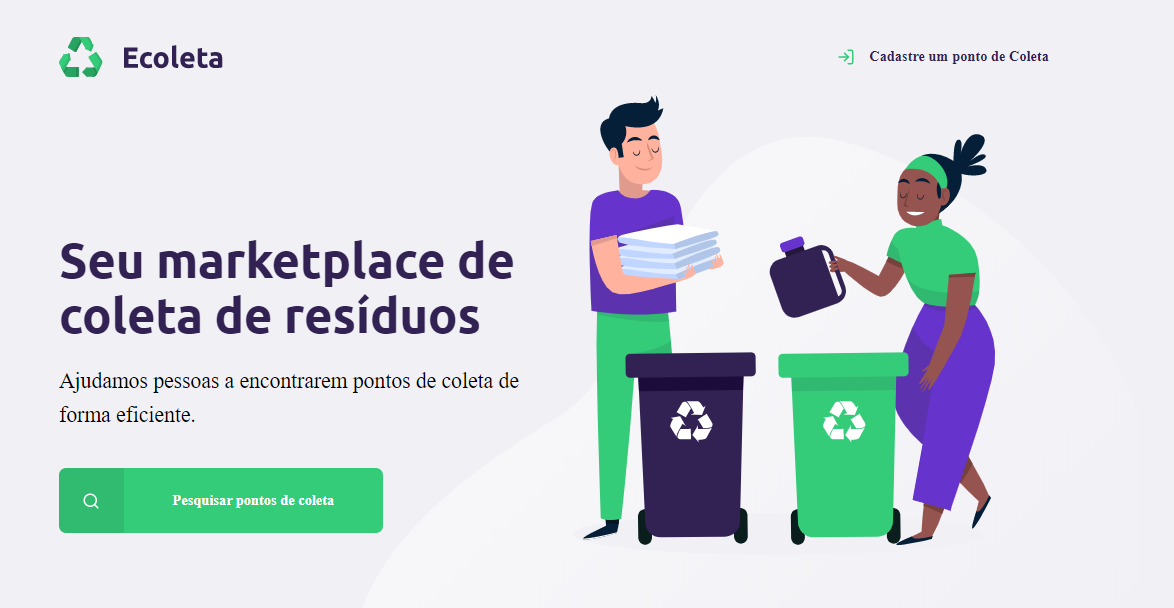 Ecoleta
Cadastre um ponto de Coleta
Seu marketplace de
coleta de resíduos
Ajudamos pessoas a encontrarem pontos de coleta de
forma eficiente.
Pesquisar pontos de coleta